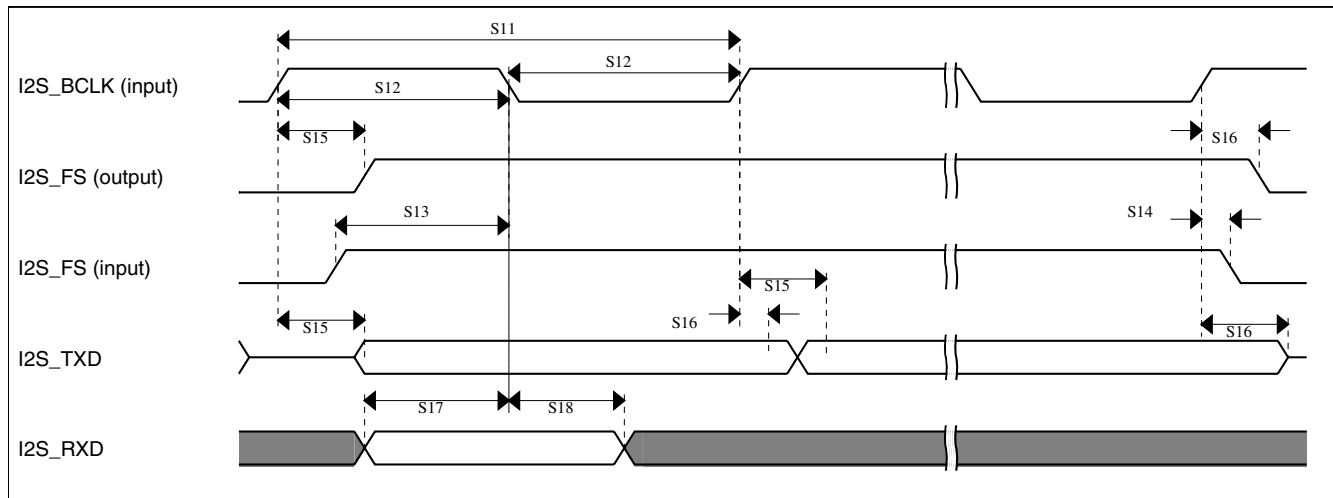 S11
S12
I2S_BCLK (input)
S12
S15
S16
I2S_FS (output)
S13
S14
I2S_FS (input)
S15
S15
S16
S16
I2S_TXD
S17
S18
I2S_RXD